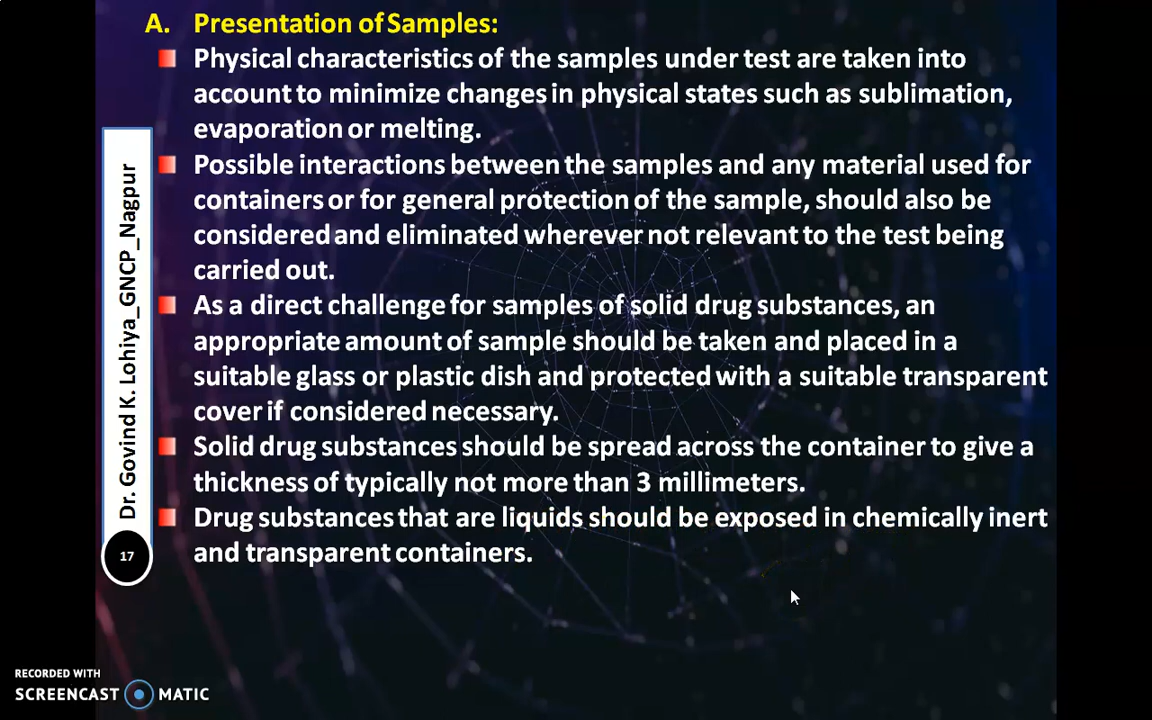 A. Presentation of Samples:
Physical characteristics of the samples under test are taken into
account to minimize changes in physical states such as sublimation,
evaporation or melting.
Possible interactions between the samples and any material used for
containers or for general protection of the sample, should also be
considered and eliminated wherever not relevant to the test being
carried out.
As a direct challenge for samples of solid drug substances, an
appropriate amount of sample should be taken and placed in a
suitable glass or plastic dish and protected with a suitable transparent
cover if considered necessary.
Solid drug substances should be spread across the container to give a
thickness of typically not more than 3 millimeters.
Drug substances that are liquids should be exposed in chemically inert
and transparent containers.
Dr. Govind K. Lohiya_GNCP_Nagpur
17
RECORDED WITH
SCREENCAST MATIC